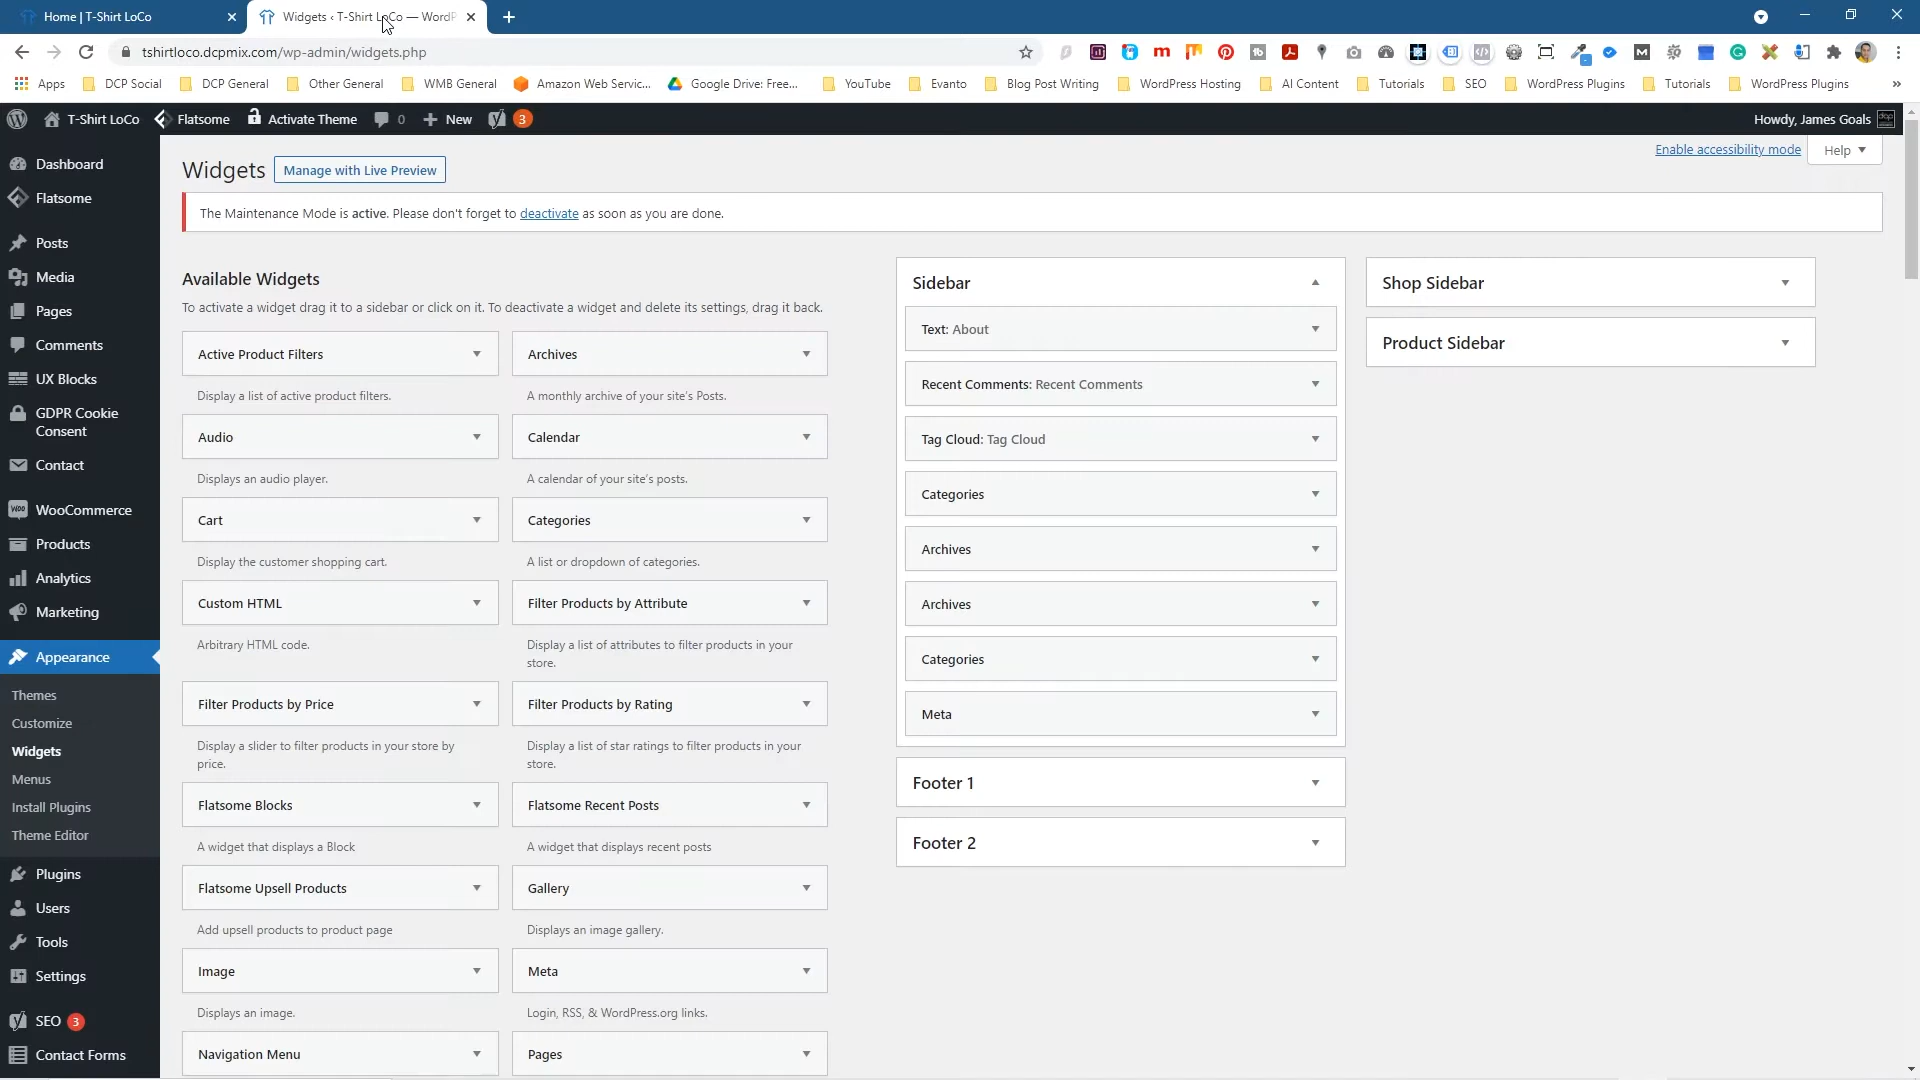 Home | T-Shirt LoCo
Widgets ‹ T-Shirt LoCo — WordP
tshirtloco.dcpmix.com/wp-admin/widgets.php
Apps
DCP Social
DCP General
Other General
WMB General
Amazon Web Servic...
Google Drive: Free...
YouTube
Evanto
Blog Post Writing
WordPress Hosting
AI Content
Tutorials
SEO
WordPress Plugins
Tutorials
WordPress Plugins
»
T-Shirt LoCo
Flatsome
Activate Theme
0
New
3
Howdy, James Goals
Dashboard
Flatsome
Posts
Media
Pages
Comments
UX Blocks
GDPR Cookie
Consent
Contact
WooCommerce
Products
Analytics
Marketing
Appearance
Themes
Customize
Widgets
Menus
Install Plugins
Theme Editor
Plugins
Users
Tools
Settings
SEO 3
Contact Forms
Enable accessibility mode
Help
Widgets
Manage with Live Preview
The Maintenance Mode is active. Please don't forget to deactivate as soon as you are done.
Available Widgets
To activate a widget drag it to a sidebar or click on it. To deactivate a widget and delete its settings, drag it back.
Active Product Filters
Display a list of active product filters.
Archives
A monthly archive of your site's Posts.
Audio
Displays an audio player.
Calendar
A calendar of your site's posts.
Cart
Display the customer shopping cart.
Categories
A list or dropdown of categories.
Custom HTML
Arbitrary HTML code.
Filter Products by Attribute
Display a list of attributes to filter products in your
store.
Filter Products by Price
Display a slider to filter products in your store by
price.
Filter Products by Rating
Display a list of star ratings to filter products in your
store.
Flatsome Blocks
A widget that displays a Block
Flatsome Recent Posts
A widget that displays recent posts
Flatsome Upsell Products
Add upsell products to product page
Gallery
Displays an image gallery.
Image
Displays an image.
Meta
Login, RSS, & WordPress.org links.
Navigation Menu
Pages
Sidebar
Text: About
Recent Comments: Recent Comments
Tag Cloud: Tag Cloud
Categories
Archives
Archives
Categories
Meta
Footer 1
Footer 2
Shop Sidebar
Product Sidebar